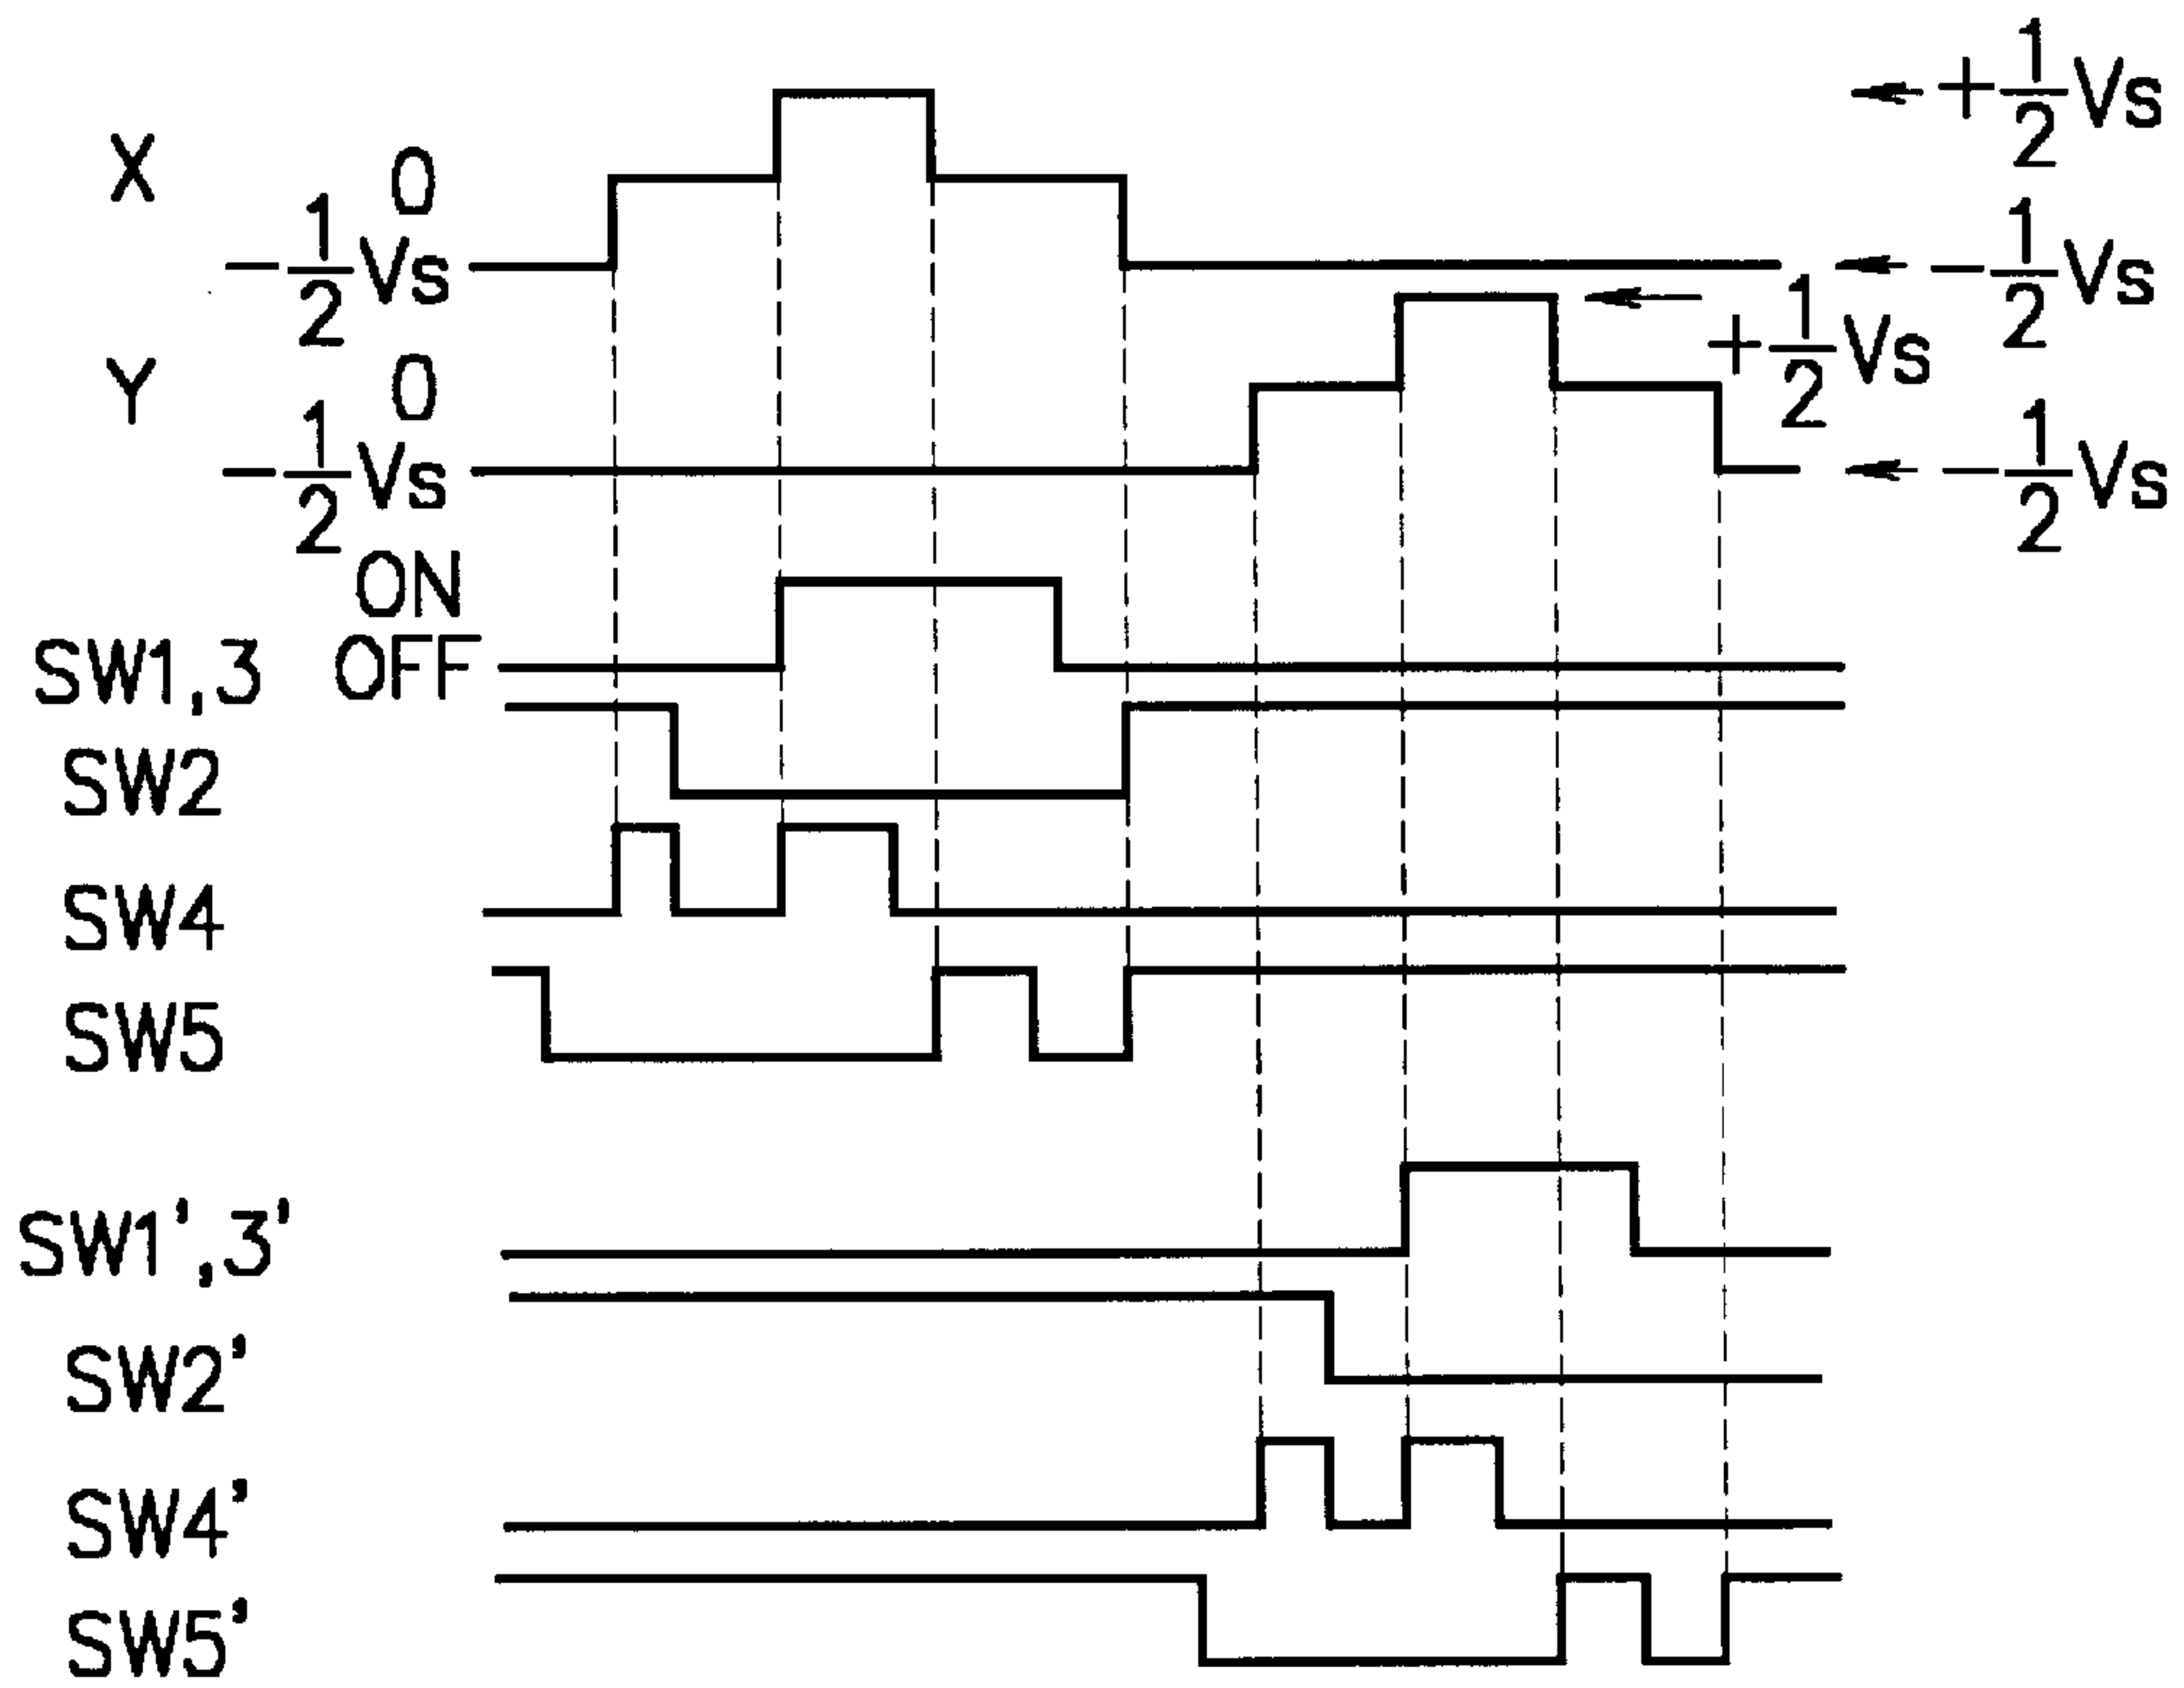 +1/2Vs
X
0
-1/2Vs
-1/2Vs
+1/2Vs
Y
0
-1/2Vs
-1/2Vs
ON
SW1,3 OFF
SW2
SW4
SW5
SW1',3'
SW2'
SW4'
SW5'